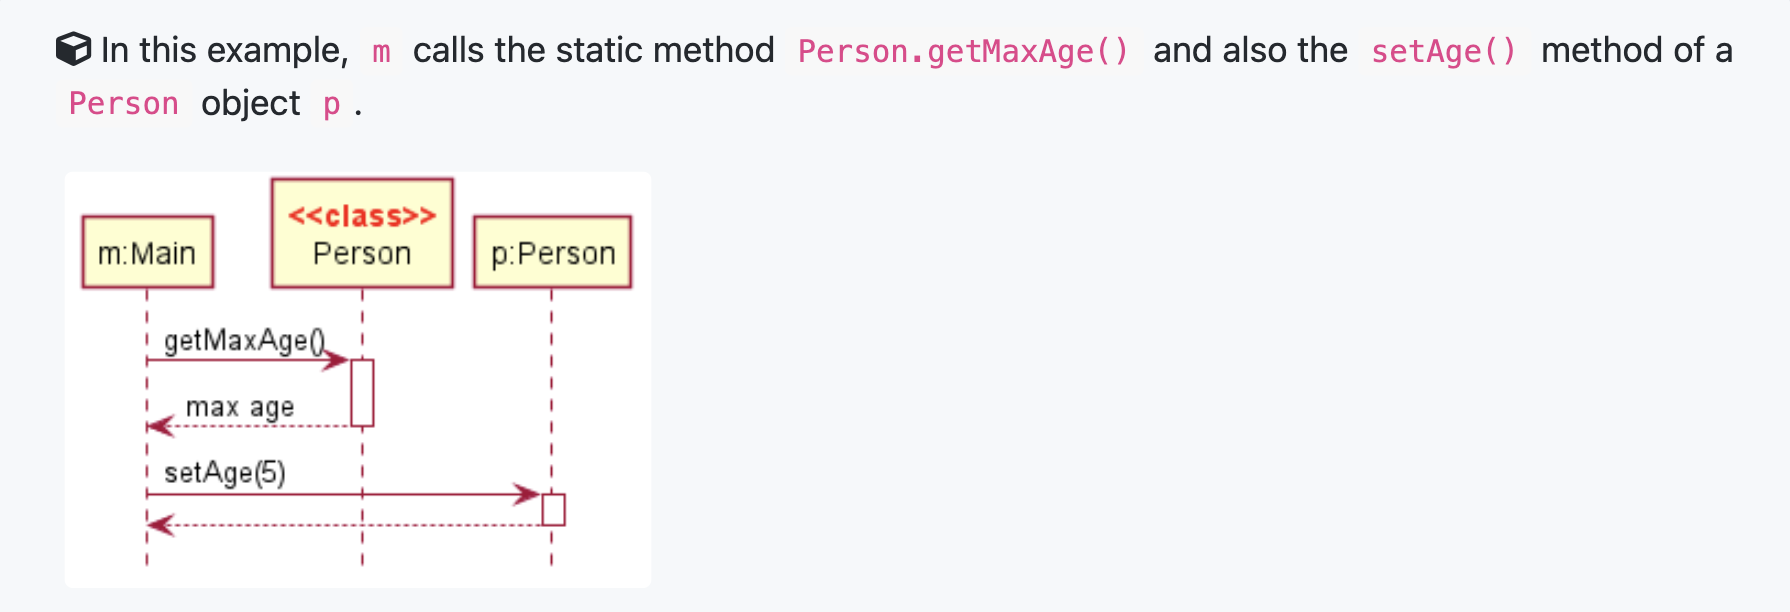 In this example, m calls the static method Person.getMaxAge() and also the setAge() method of a
Person object p .
<<class>>
m:Main Person p:Person
getMaxAge()
max age
setAge(5)